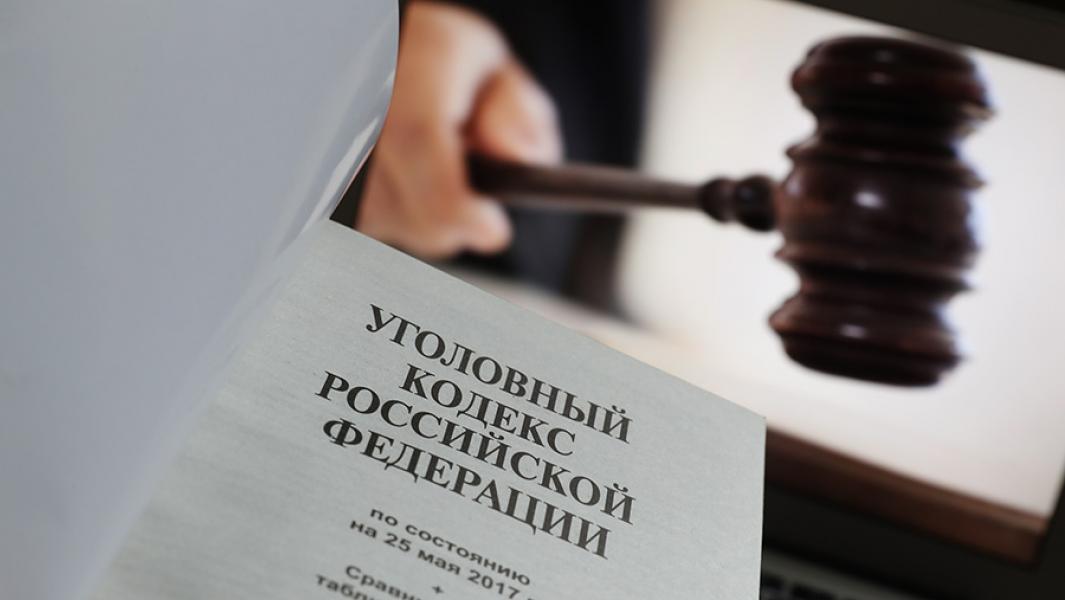 УГОЛОВНЫЙ
КОДЕКС
РОССИЙСКОЙ
ФЕДЕРАЦИИ
по состоянию
на 25 мая 2017
+